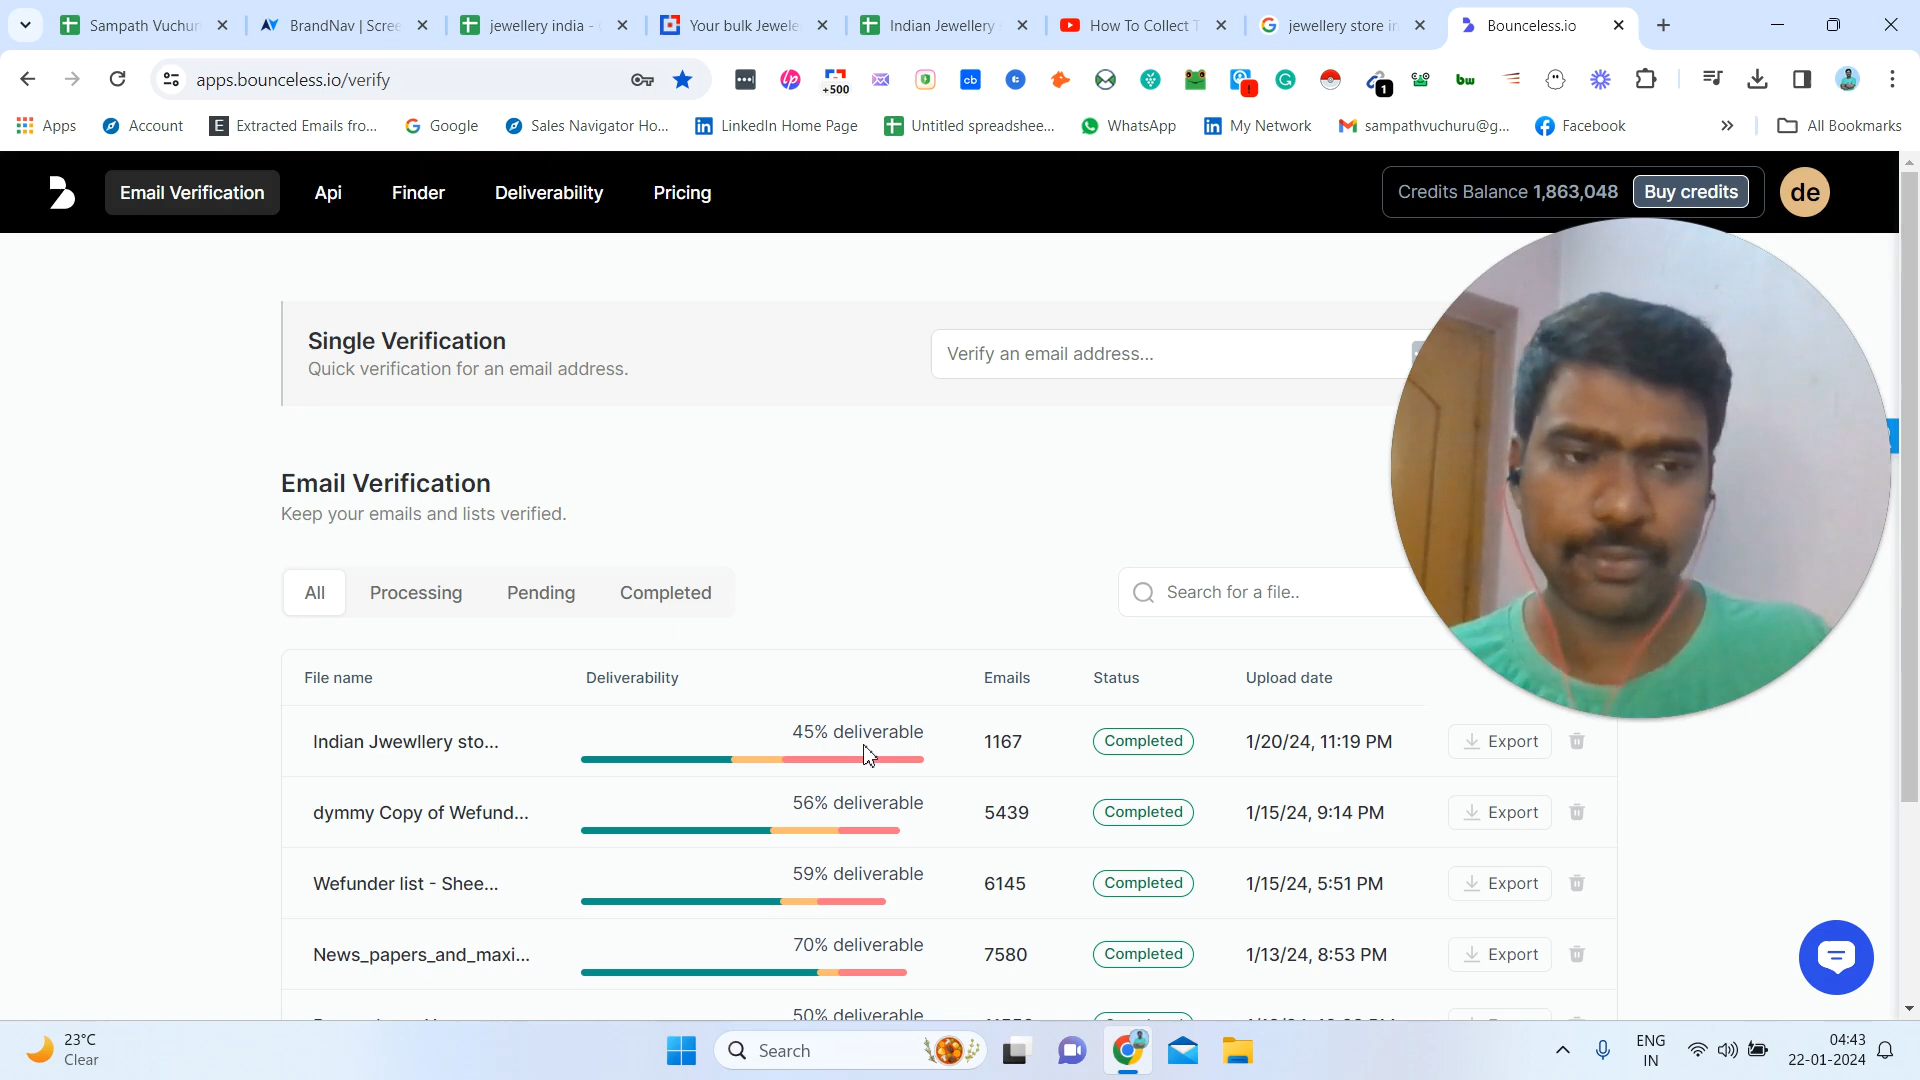 Sampath Vuchuru
BrandNav | Scree
jewellery india -
Your bulk Jewele
Indian Jewellery
How To Collect T
jewellery store in
Bounceless.io
apps.bounceless.io/verify
+500
cb
bw
1
Apps
Account
Extracted Emails fro...
Google
Sales Navigator Ho...
LinkedIn Home Page
Untitled spreadshee...
WhatsApp
My Network
sampathvuchuru@g...
Facebook
All Bookmarks
Email Verification
Api
Finder
Deliverability
Pricing
Credits Balance 1,863,048
Buy credits
de
Single Verification
Quick verification for an email address.
Verify an email address...
Email Verification
Keep your emails and lists verified.
All
Processing
Pending
Completed
Search for a file..
File name
Deliverability
Emails
Status
Upload date
Indian Jwewllery sto...
45% deliverable
1167
Completed
1/20/24, 11:19 PM
Export
dymmy Copy of Wefund...
56% deliverable
5439
Completed
1/15/24, 9:14 PM
Export
Wefunder list - Shee...
59% deliverable
6145
Completed
1/15/24, 5:51 PM
Export
News_papers_and_maxi...
70% deliverable
7580
Completed
1/13/24, 8:53 PM
Export
50% deliverable
23°C
Clear
Search
ENG
IN
04:43
22-01-2024